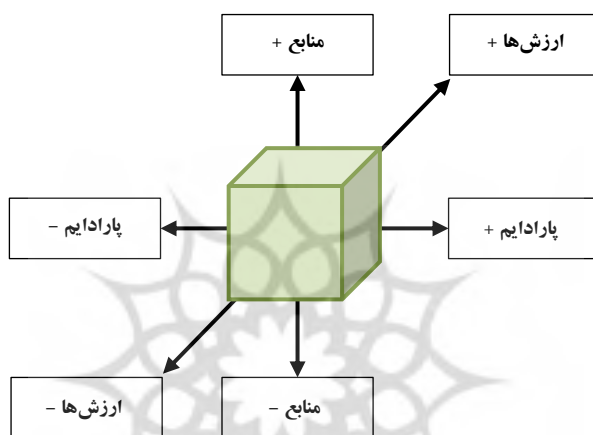 ارزش‌ها +
منابع +
پارادایم +
پارادایم −
منابع −
ارزش‌ها −